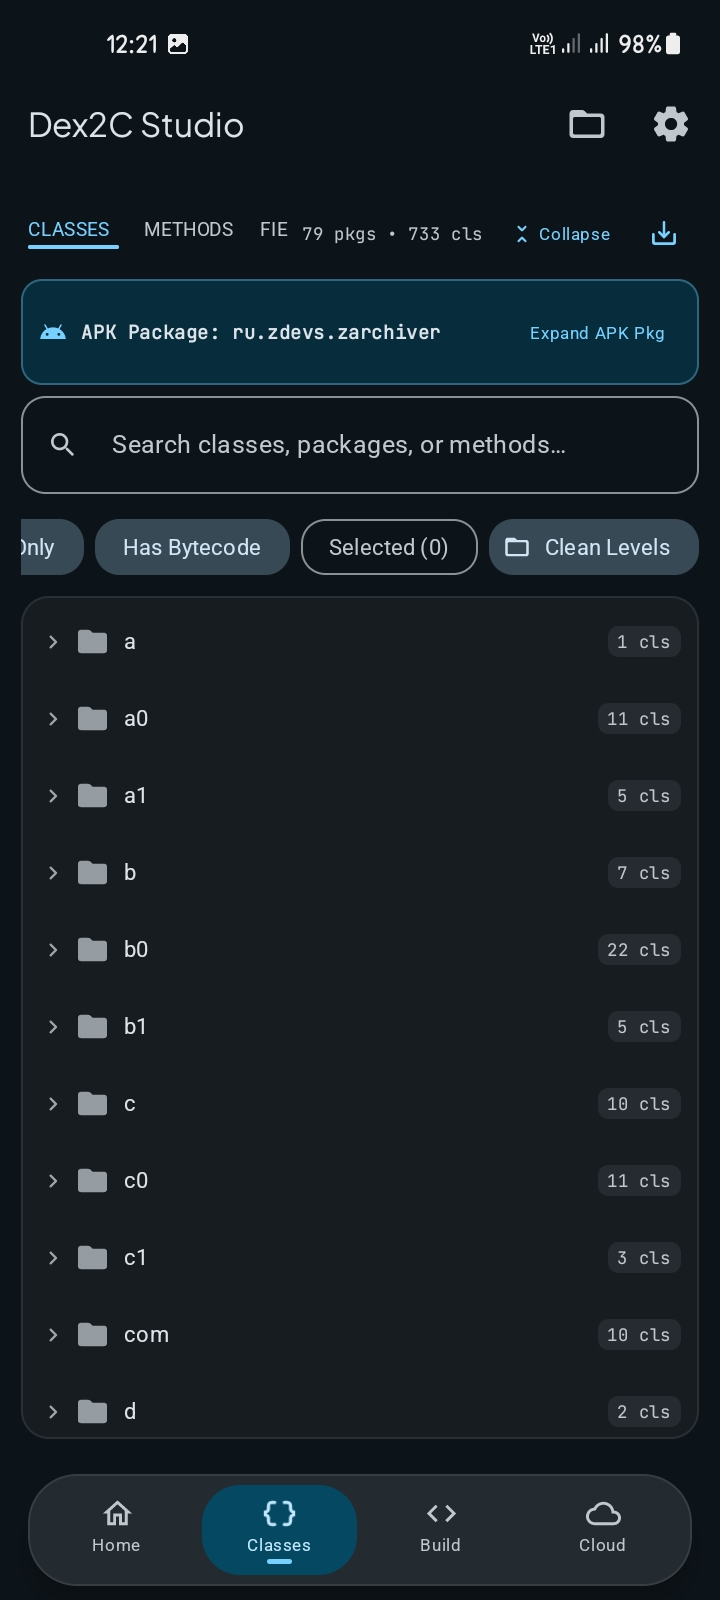 12:21 Vo)) LTE1 98%
Dex2C Studio
CLASSES METHODS FIE 79 pkgs • 733 cls Collapse
APK Package: ru.zdevs.zarchiver Expand APK Pkg
Search classes, packages, or methods…
Only Has Bytecode Selected (0) Clean Levels
a 1 cls
a0 11 cls
a1 5 cls
b 7 cls
b0 22 cls
b1 5 cls
c 10 cls
c0 11 cls
c1 3 cls
com 10 cls
d 2 cls
Home Classes Build Cloud